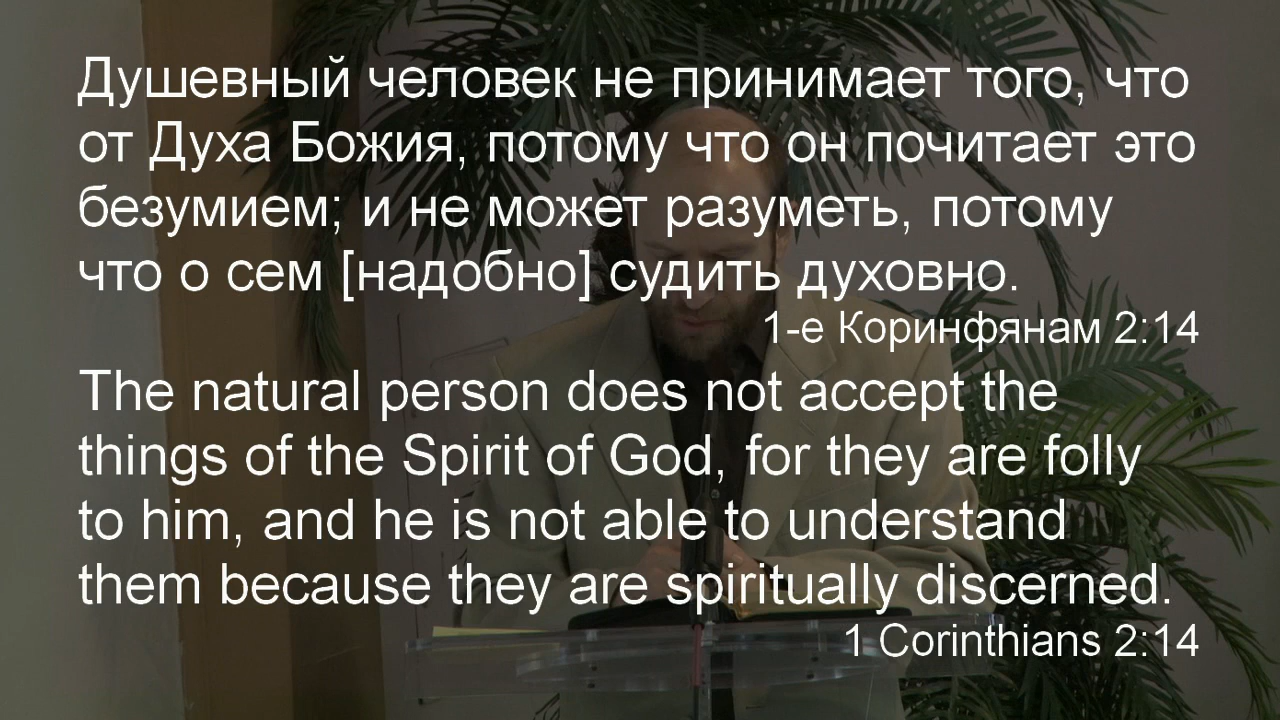 Душевный человек не принимает того, что
от Духа Божия, потому что он почитает это
безумием; и не может разуметь, потому
что о сем [надобно] судить духовно.
1-е Коринфянам 2:14
The natural person does not accept the
things of the Spirit of God, for they are folly
to him, and he is not able to understand
them because they are spiritually discerned.
1 Corinthians 2:14